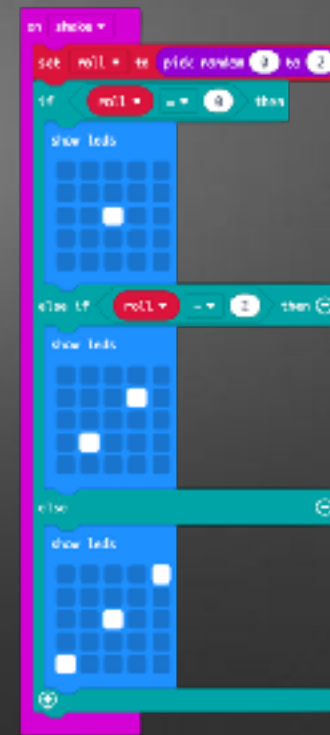 on shake
set roll to pick random 0 to 2
if roll = 0 then
show leds
else if roll = then
show leds
else
show leds